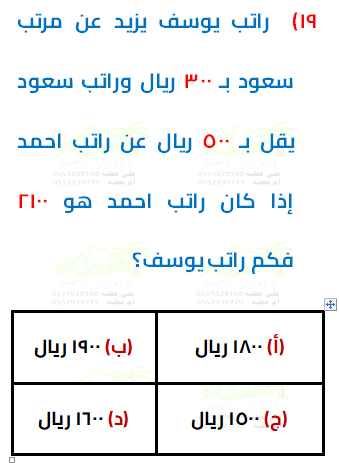 ١٩) راتب يوسف يزيد عن مرتب
سعود بـ ٣٠٠ ريال وراتب سعود
يقل بـ ٥٠٠ ريال عن راتب احمد
إذا كان راتب احمد هو ٢١٠٠
فكم راتب يوسف؟
(أ) ١٨٠٠ ريال (ب) ١٩٠٠ ريال
(ج) ١٥٠٠ ريال (د) ١٦٠٠ ريال